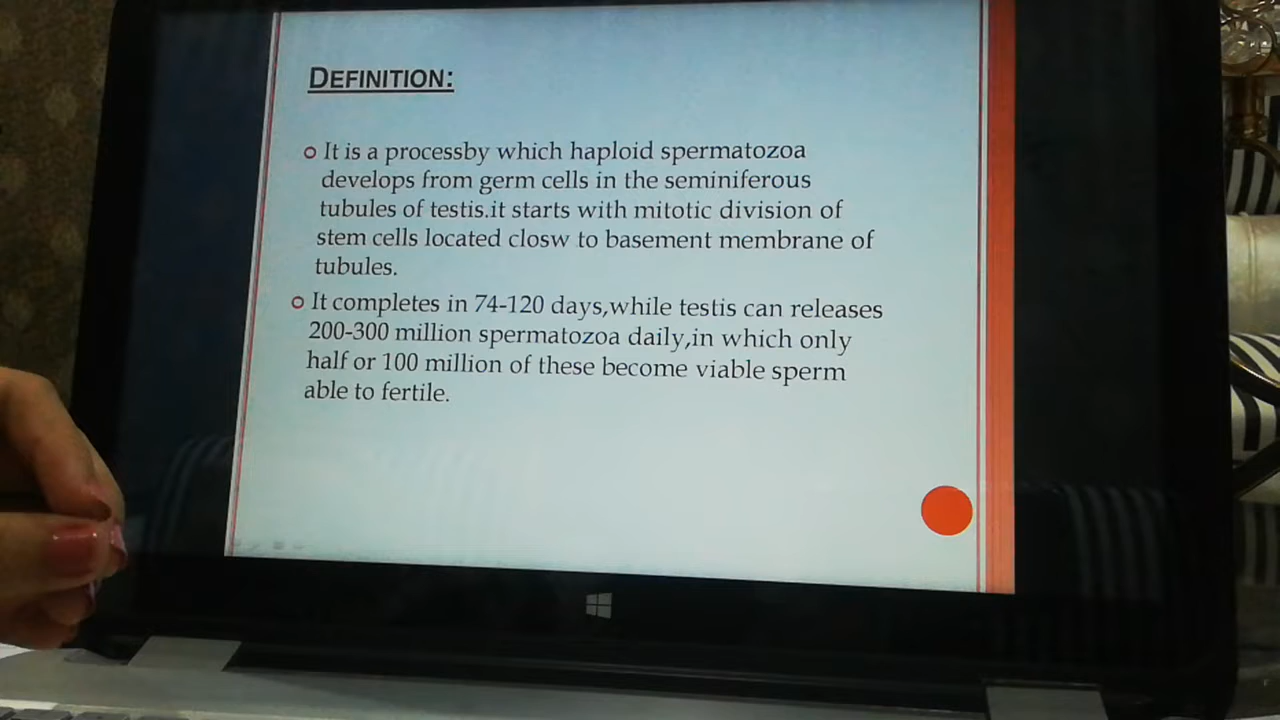 DEFINITION:
It is a processby which haploid spermatozoa
develops from germ cells in the seminiferous
tubules of testis.it starts with mitotic division of
stem cells located closw to basement membrane of
tubules.
It completes in 74-120 days,while testis can releases
200-300 million spermatozoa daily,in which only
half or 100 million of these become viable sperm
able to fertile.